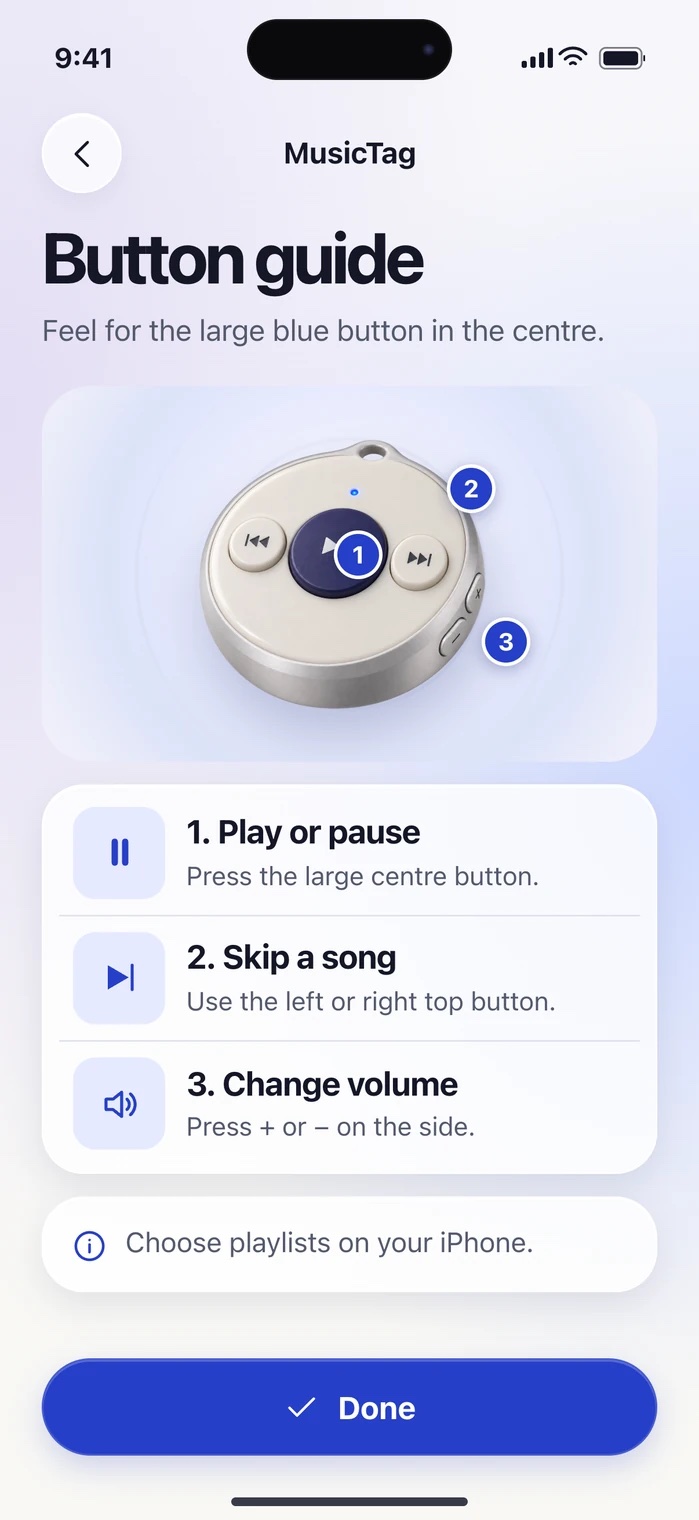 9:41
MusicTag
Button guide
Feel for the large blue button in the centre.
2
1
+
−
3
1. Play or pause
Press the large centre button.
2. Skip a song
Use the left or right top button.
3. Change volume
Press + or − on the side.
Choose playlists on your iPhone.
Done